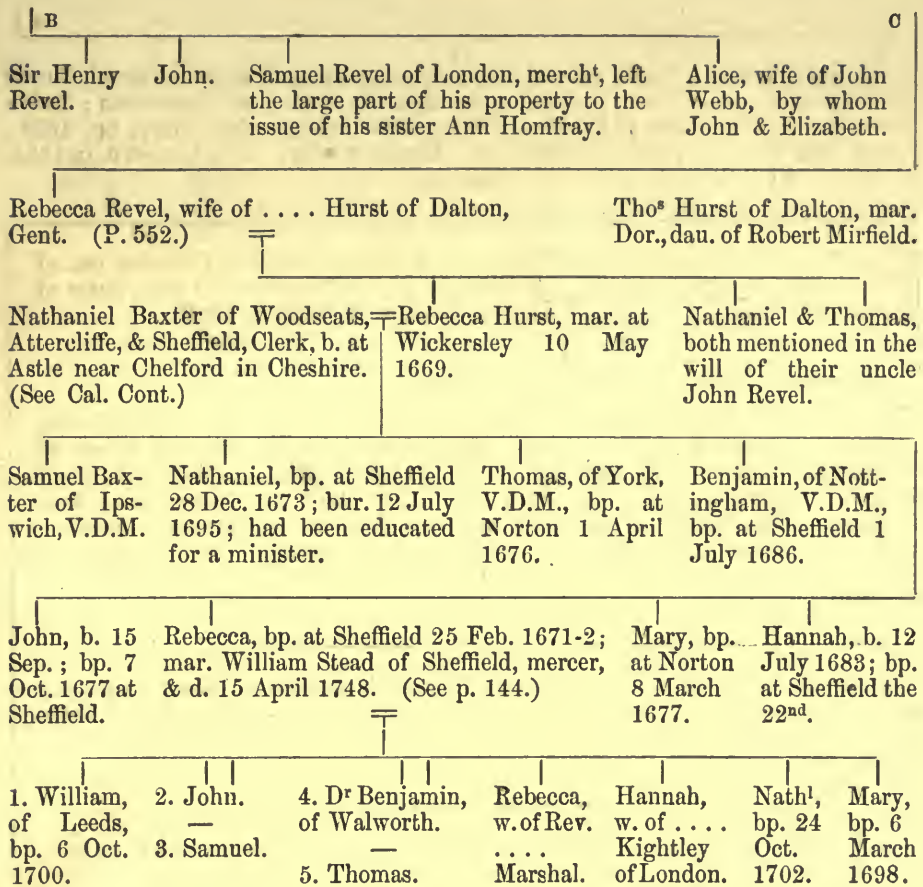 B C
Sir Henry
Revel.
John.
Samuel Revel of London, mercht, left
the large part of his property to the
issue of his sister Ann Homfray.
Alice, wife of John
Webb, by whom
John & Elizabeth.
Rebecca Revel, wife of . . . . Hurst of Dalton,
Gent. (P. 552.)
Thos Hurst of Dalton, mar.
Dor., dau. of Robert Mirfield.
Nathaniel Baxter of Woodseats,
Attercliffe, & Sheffield, Clerk, b. at
Astle near Chelford in Cheshire.
(See Cal. Cont.)
Rebecca Hurst, mar. at
Wickersley 10 May
1669.
Nathaniel & Thomas,
both mentioned in the
will of their uncle
John Revel.
Samuel Bax-
ter of Ips-
wich, V.D.M.
Nathaniel, bp. at Sheffield
28 Dec. 1673; bur. 12 July
1695; had been educated
for a minister.
Thomas, of York,
V.D.M., bp. at
Norton 1 April
1676.
Benjamin, of Nott-
ingham, V.D.M.,
bp. at Sheffield 1
July 1686.
John, b. 15
Sep.; bp. 7
Oct. 1677 at
Sheffield.
Rebecca, bp. at Sheffield 25 Feb. 1671-2;
mar. William Stead of Sheffield, mercer,
& d. 15 April 1748. (See p. 144.)
Mary, bp.
at Norton
8 March
1677.
Hannah, b. 12
July 1683; bp.
at Sheffield the
22nd.
1. William,
of Leeds,
bp. 6 Oct.
1700.
2. John.
—
3. Samuel.
4. Dr Benjamin,
of Walworth.
—
5. Thomas.
Rebecca,
w. of Rev.
. . . .
Marshal.
Hannah,
w. of . . . .
Kightley
of London.
Nathl,
bp. 24
Oct.
1702.
Mary,
bp. 6
March
1698.